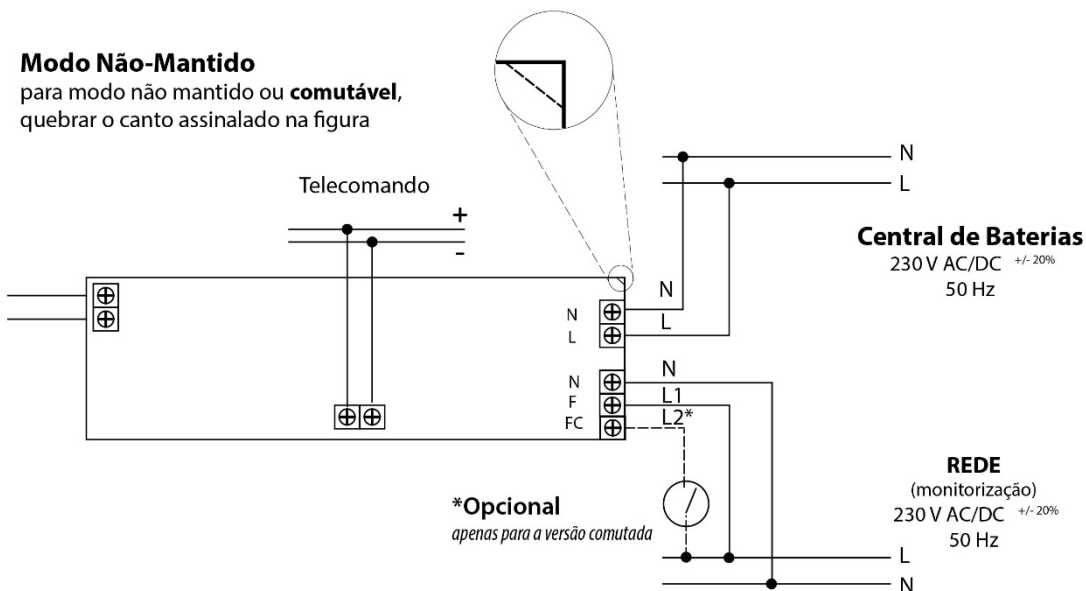 Modo Não-Mantido
para modo não mantido ou comutável,
quebrar o canto assinalado na figura
Telecomando
+
-
N
L
Central de Baterias
230 V AC/DC +/- 20%
50 Hz
N
L
N
L
N
F
FC
N
L1
L2*
*Opcional
apenas para a versão comutada
REDE
(monitorização)
230 V AC/DC +/- 20%
50 Hz
L
N